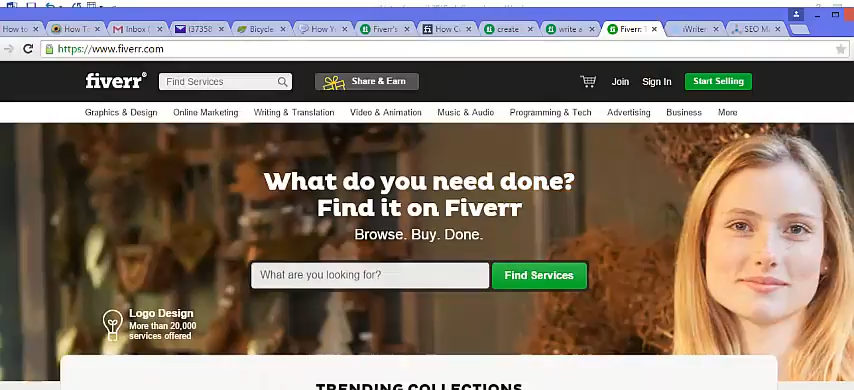 How to
How To
Inbox (
(37358
Bicycle
How Y
Fiverr's
How C
create
write a
Fiverr: T
iWriter
SEO M
https://www.fiverr.com
fiverr®
Find Services
Share & Earn
Join
Sign In
Start Selling
Graphics & Design
Online Marketing
Writing & Translation
Video & Animation
Music & Audio
Programming & Tech
Advertising
Business
More
What do you need done?
Find it on Fiverr
Browse. Buy. Done.
What are you looking for?
Find Services
Logo Design
More than 20,000
services offered
TRENDING COLLECTIONS